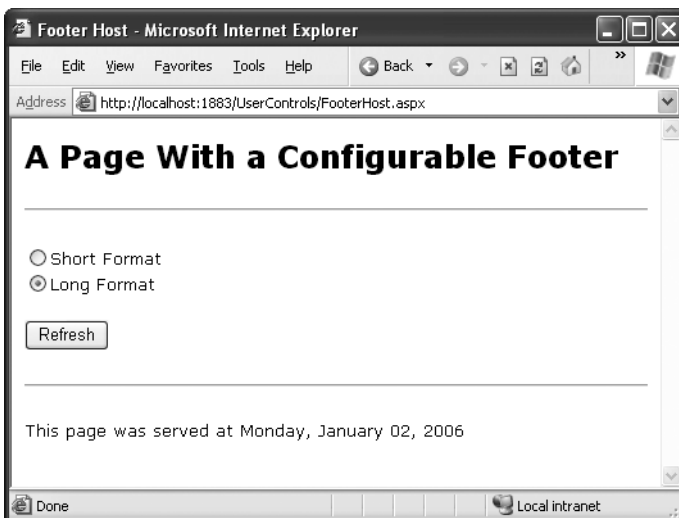 Footer Host - Microsoft Internet Explorer
File Edit View Favorites Tools Help Back »
Address http://localhost:1883/UserControls/FooterHost.aspx
A Page With a Configurable Footer
Short Format
Long Format
Refresh
This page was served at Monday, January 02, 2006
Done Local intranet